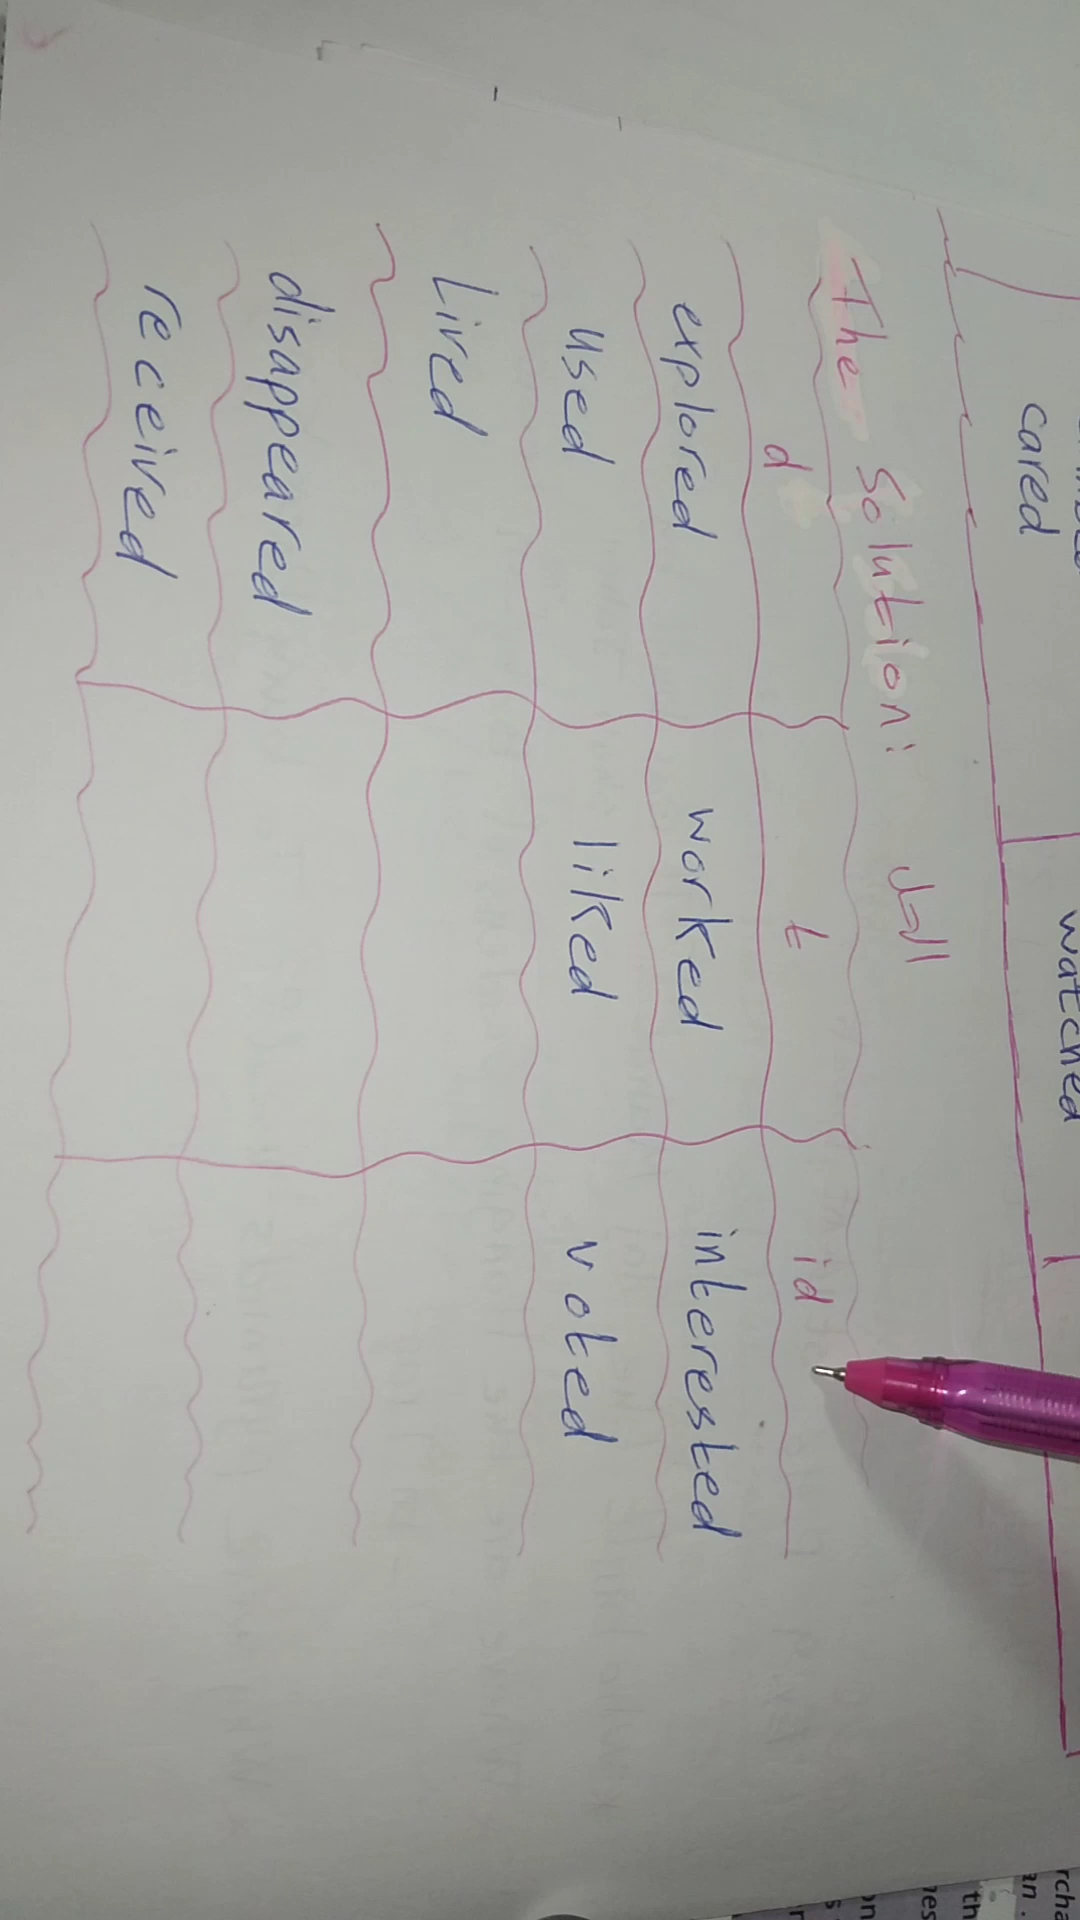 cared watched
The Solution: الحل
d t id
explored worked interested
used liked voted
Lived
disappeared
received